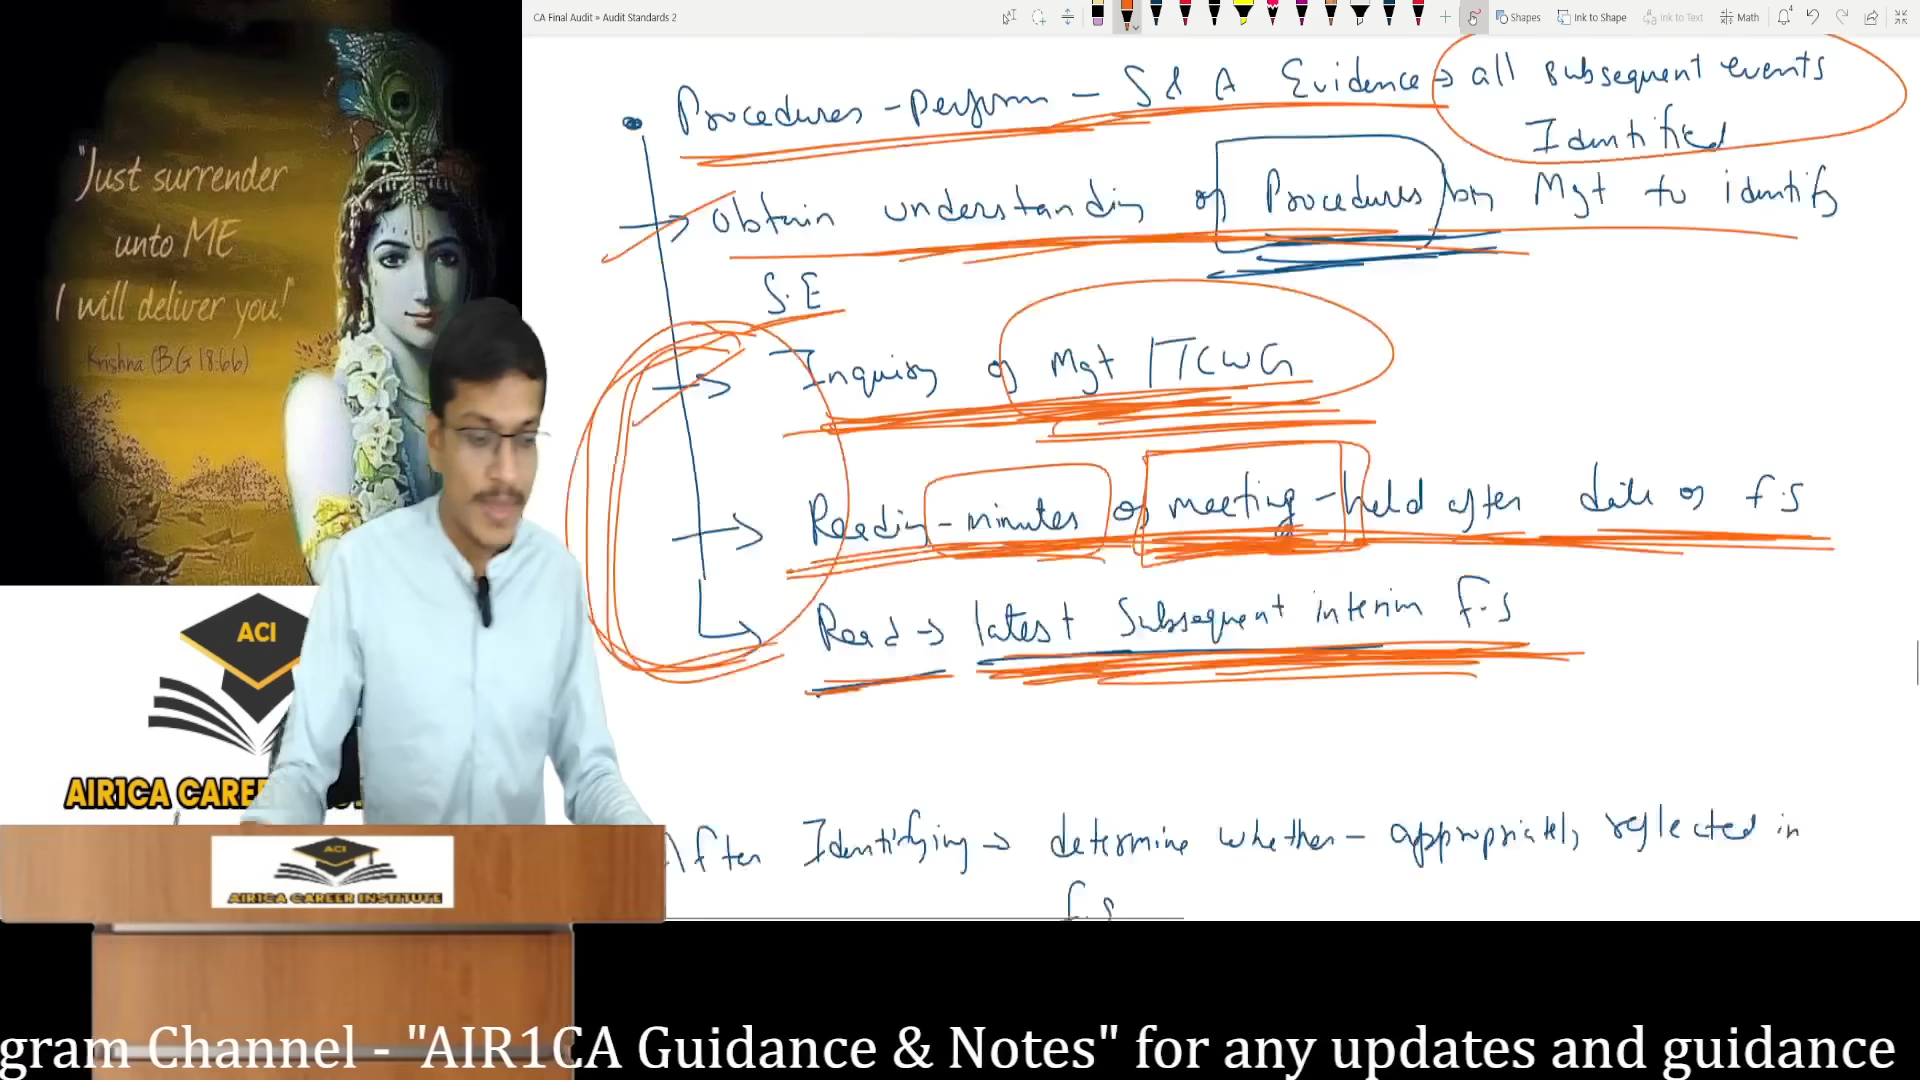 CA Final Audit » Audit Standards 2
Shapes
Ink to Shape
Ink to Text
Math
Procedures - Perform - S & A Evidence → all subsequent events
Identified
→ Obtain understanding of Procedures by Mgt to identify
S.E
→ Inquiry of Mgt / TCWG
→ Reading - minutes of meeting - held after date of f.s
→ Read → latest Subsequent interim f.s
After Identifying → determine whether - appropriately reflected in
f.s
"Just surrender
unto ME
I will deliver you!"
Krishna (B.G 18:66)
ACI
AIR1CA CAREE
ACI
AIR1CA CAREER INSTITUTE
gram Channel - "AIR1CA Guidance & Notes" for any updates and guidance